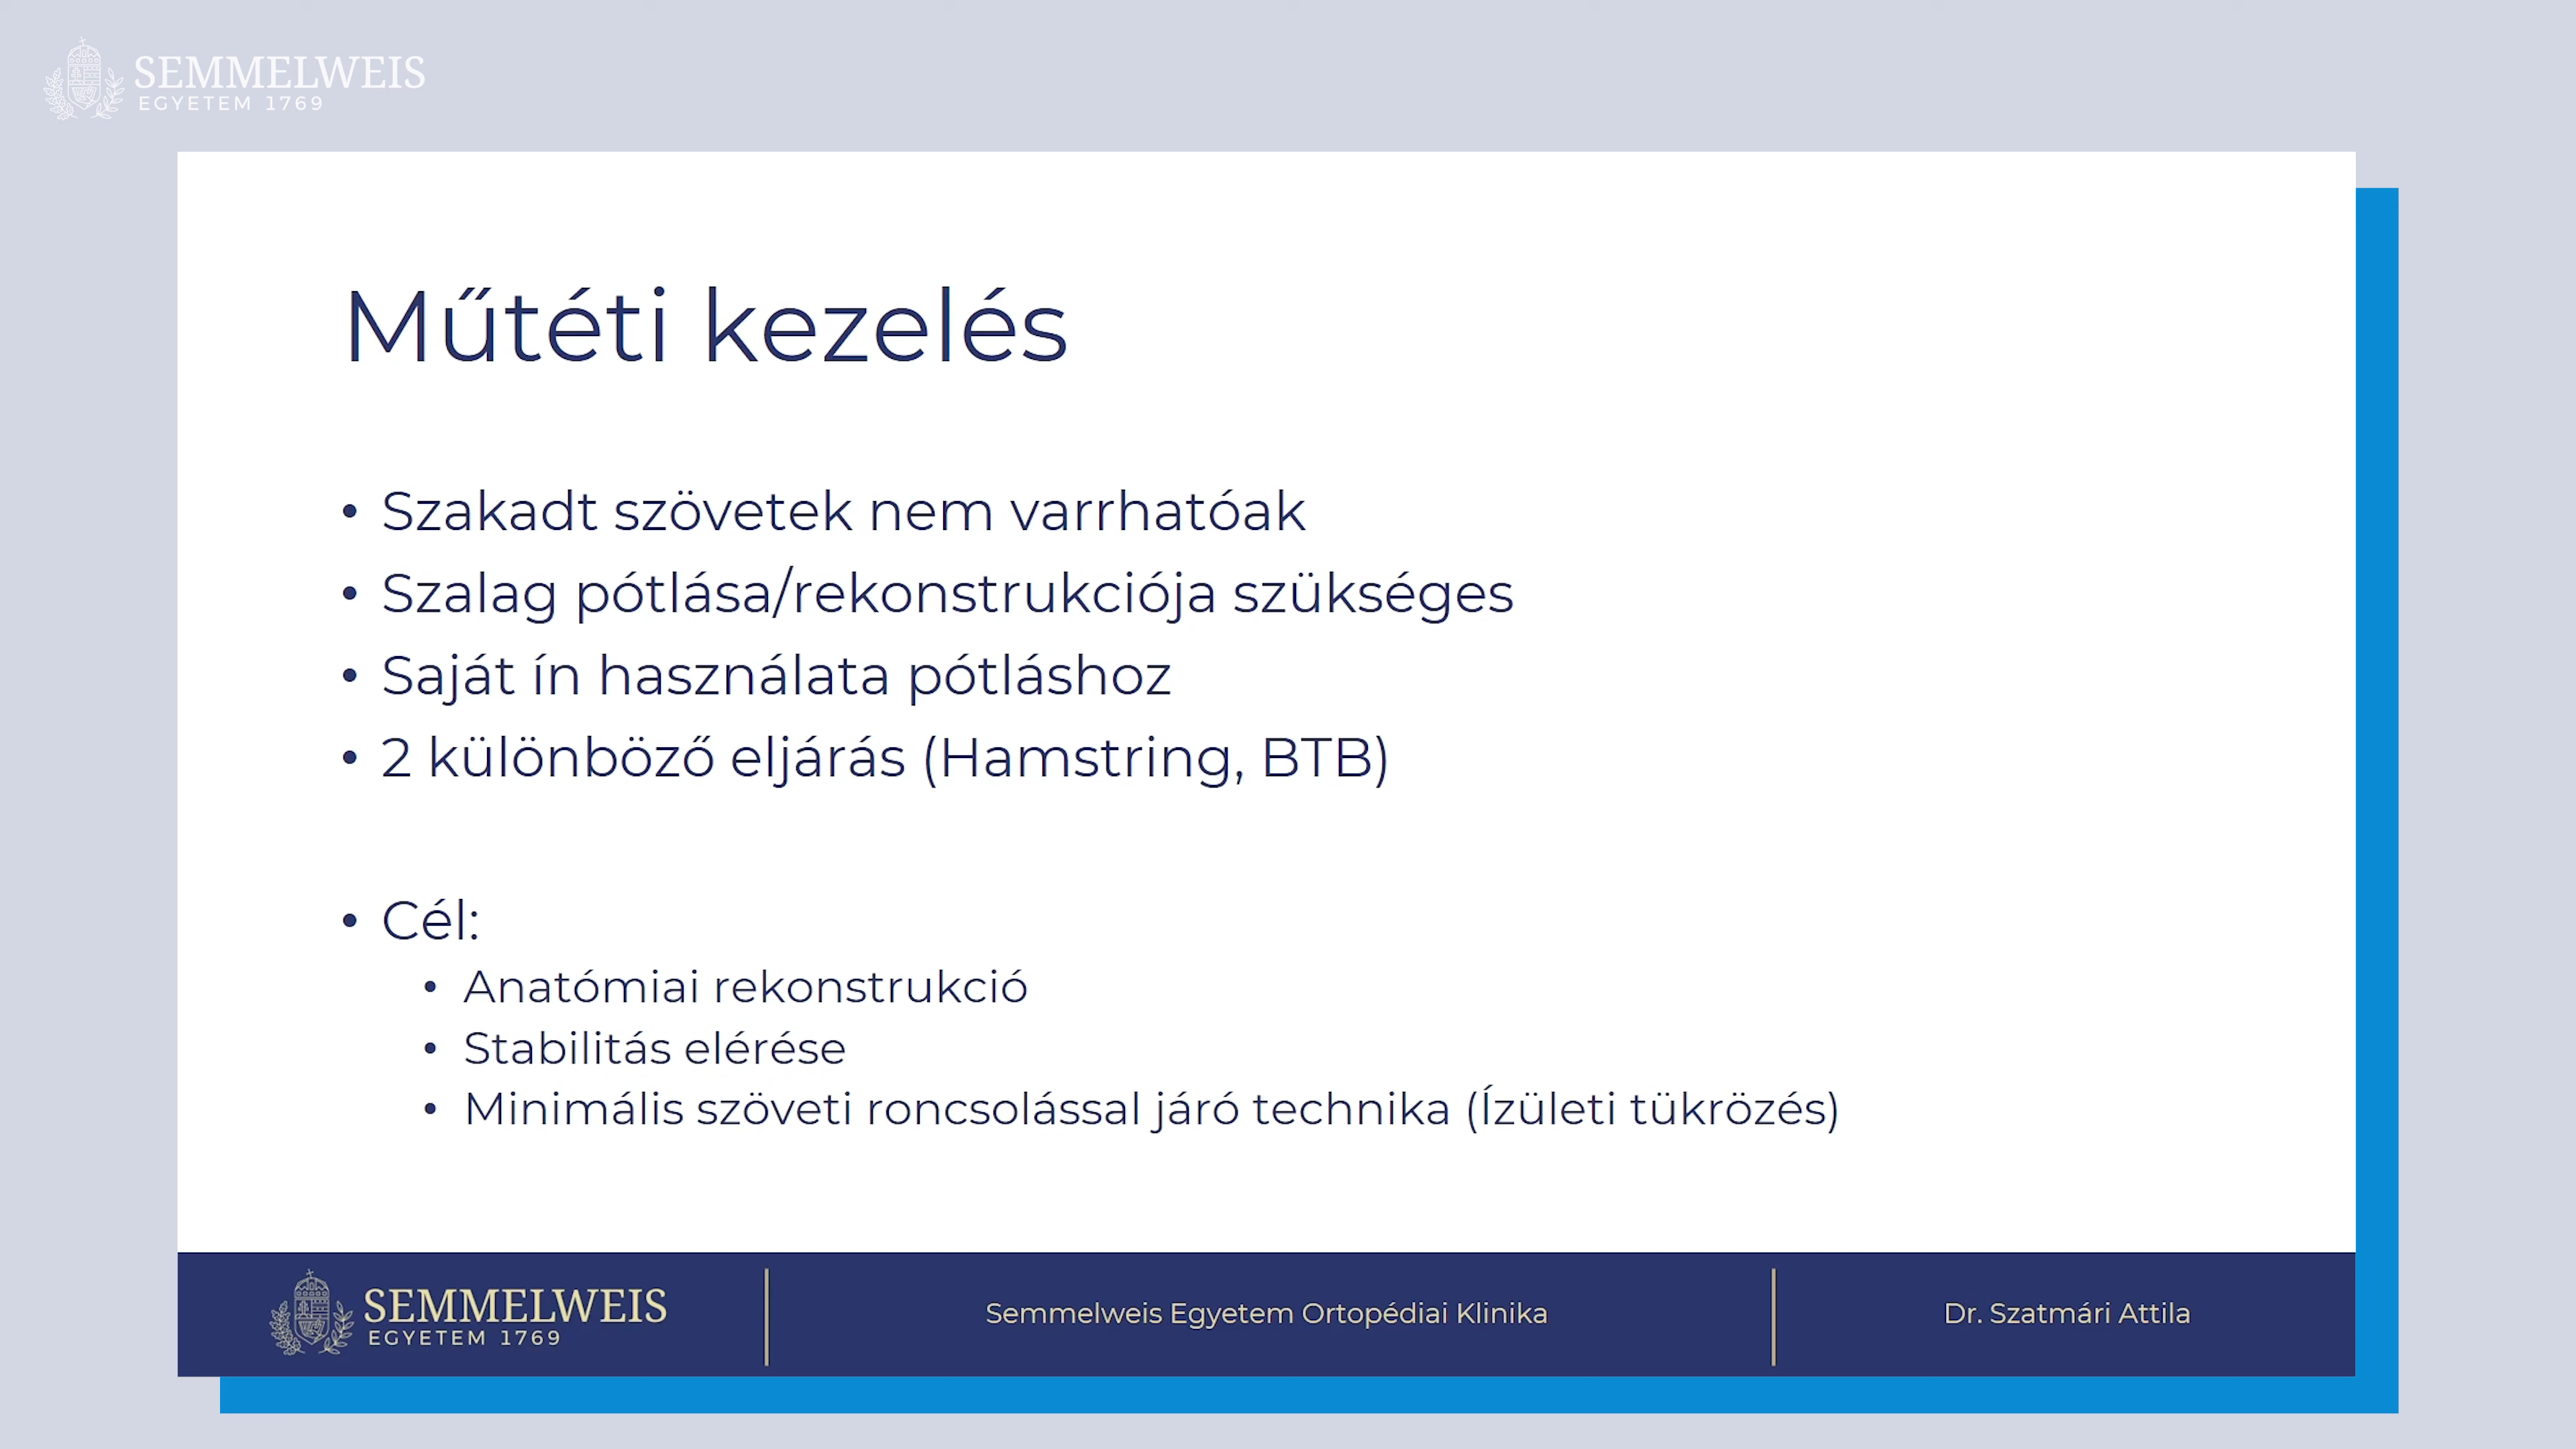 SEMMELWEIS
EGYETEM 1769
Műtéti kezelés
• Szakadt szövetek nem varrhatóak
• Szalag pótlása/rekonstrukciója szükséges
• Saját ín használata pótláshoz
• 2 különböző eljárás (Hamstring, BTB)
• Cél:
• Anatómiai rekonstrukció
• Stabilitás elérése
• Minimális szöveti roncsolással járó technika (Ízületi tükrözés)
SEMMELWEIS
EGYETEM 1769
Semmelweis Egyetem Ortopédiai Klinika
Dr. Szatmári Attila